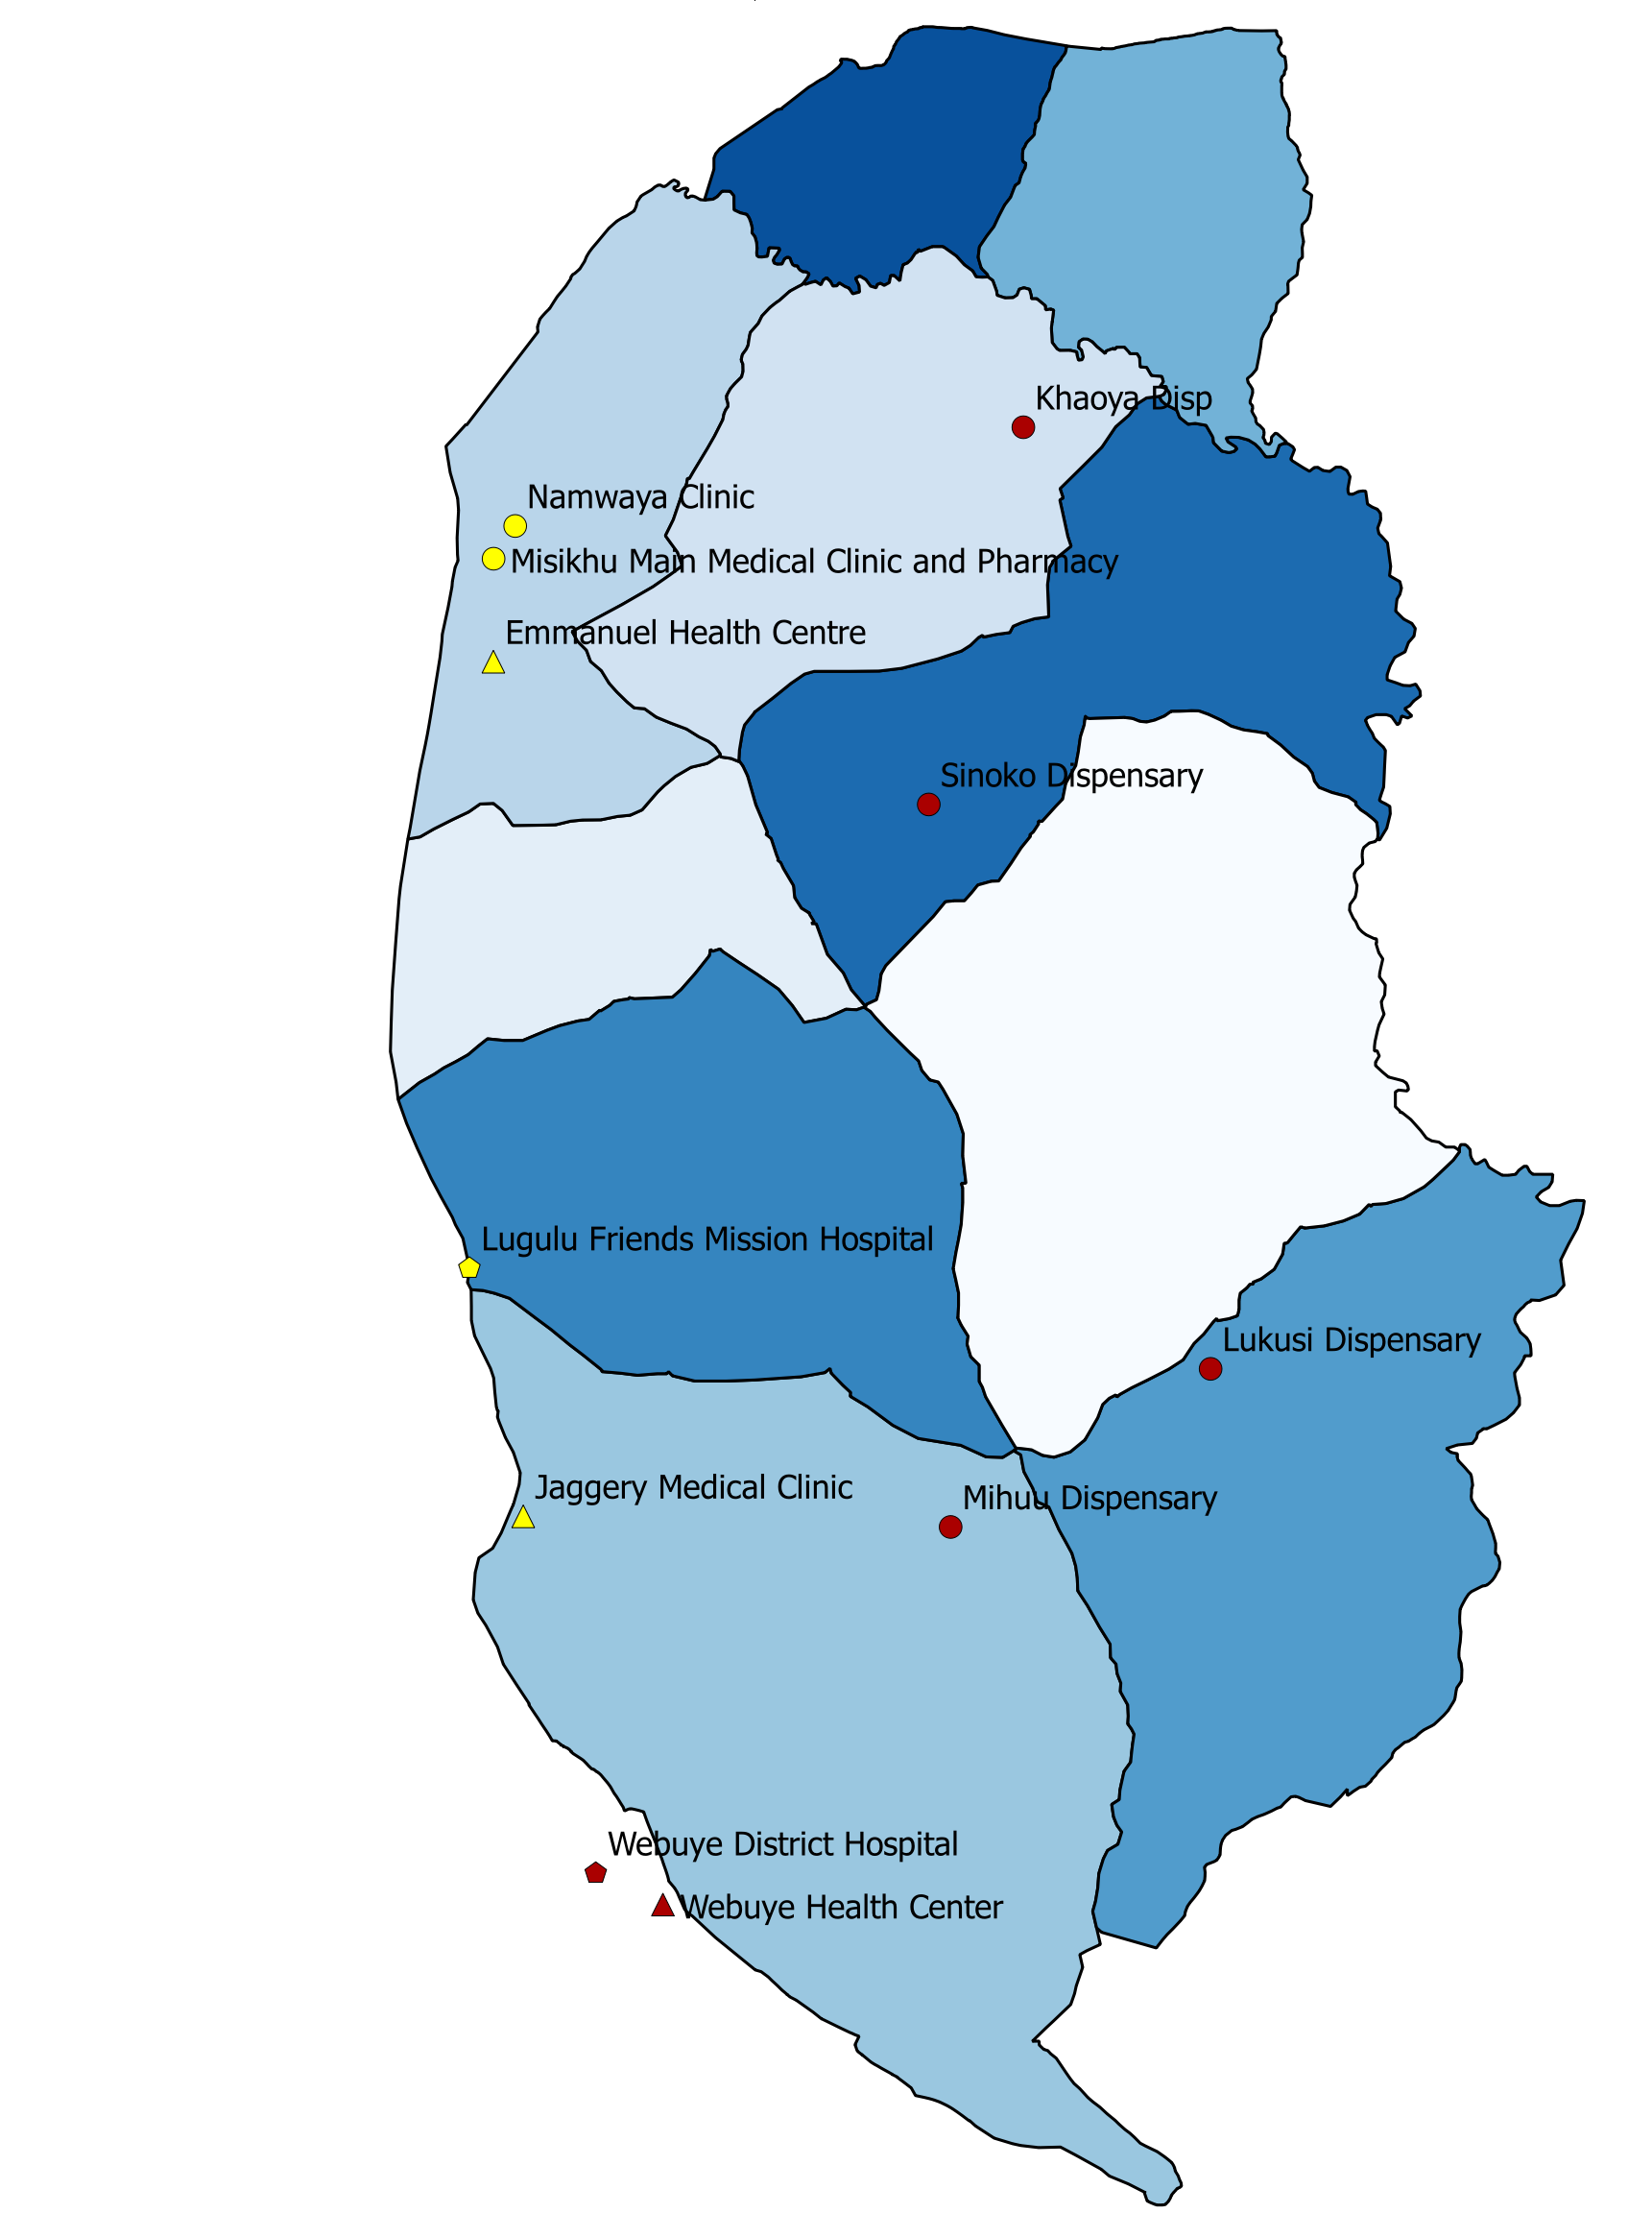 Khaoya Disp
Namwaya Clinic
Misikhu Main Medical Clinic and Pharmacy
Emmanuel Health Centre
Sinoko Dispensary
Lugulu Friends Mission Hospital
Lukusi Dispensary
Jaggery Medical Clinic
Mihuu Dispensary
Webuye District Hospital
Webuye Health Center